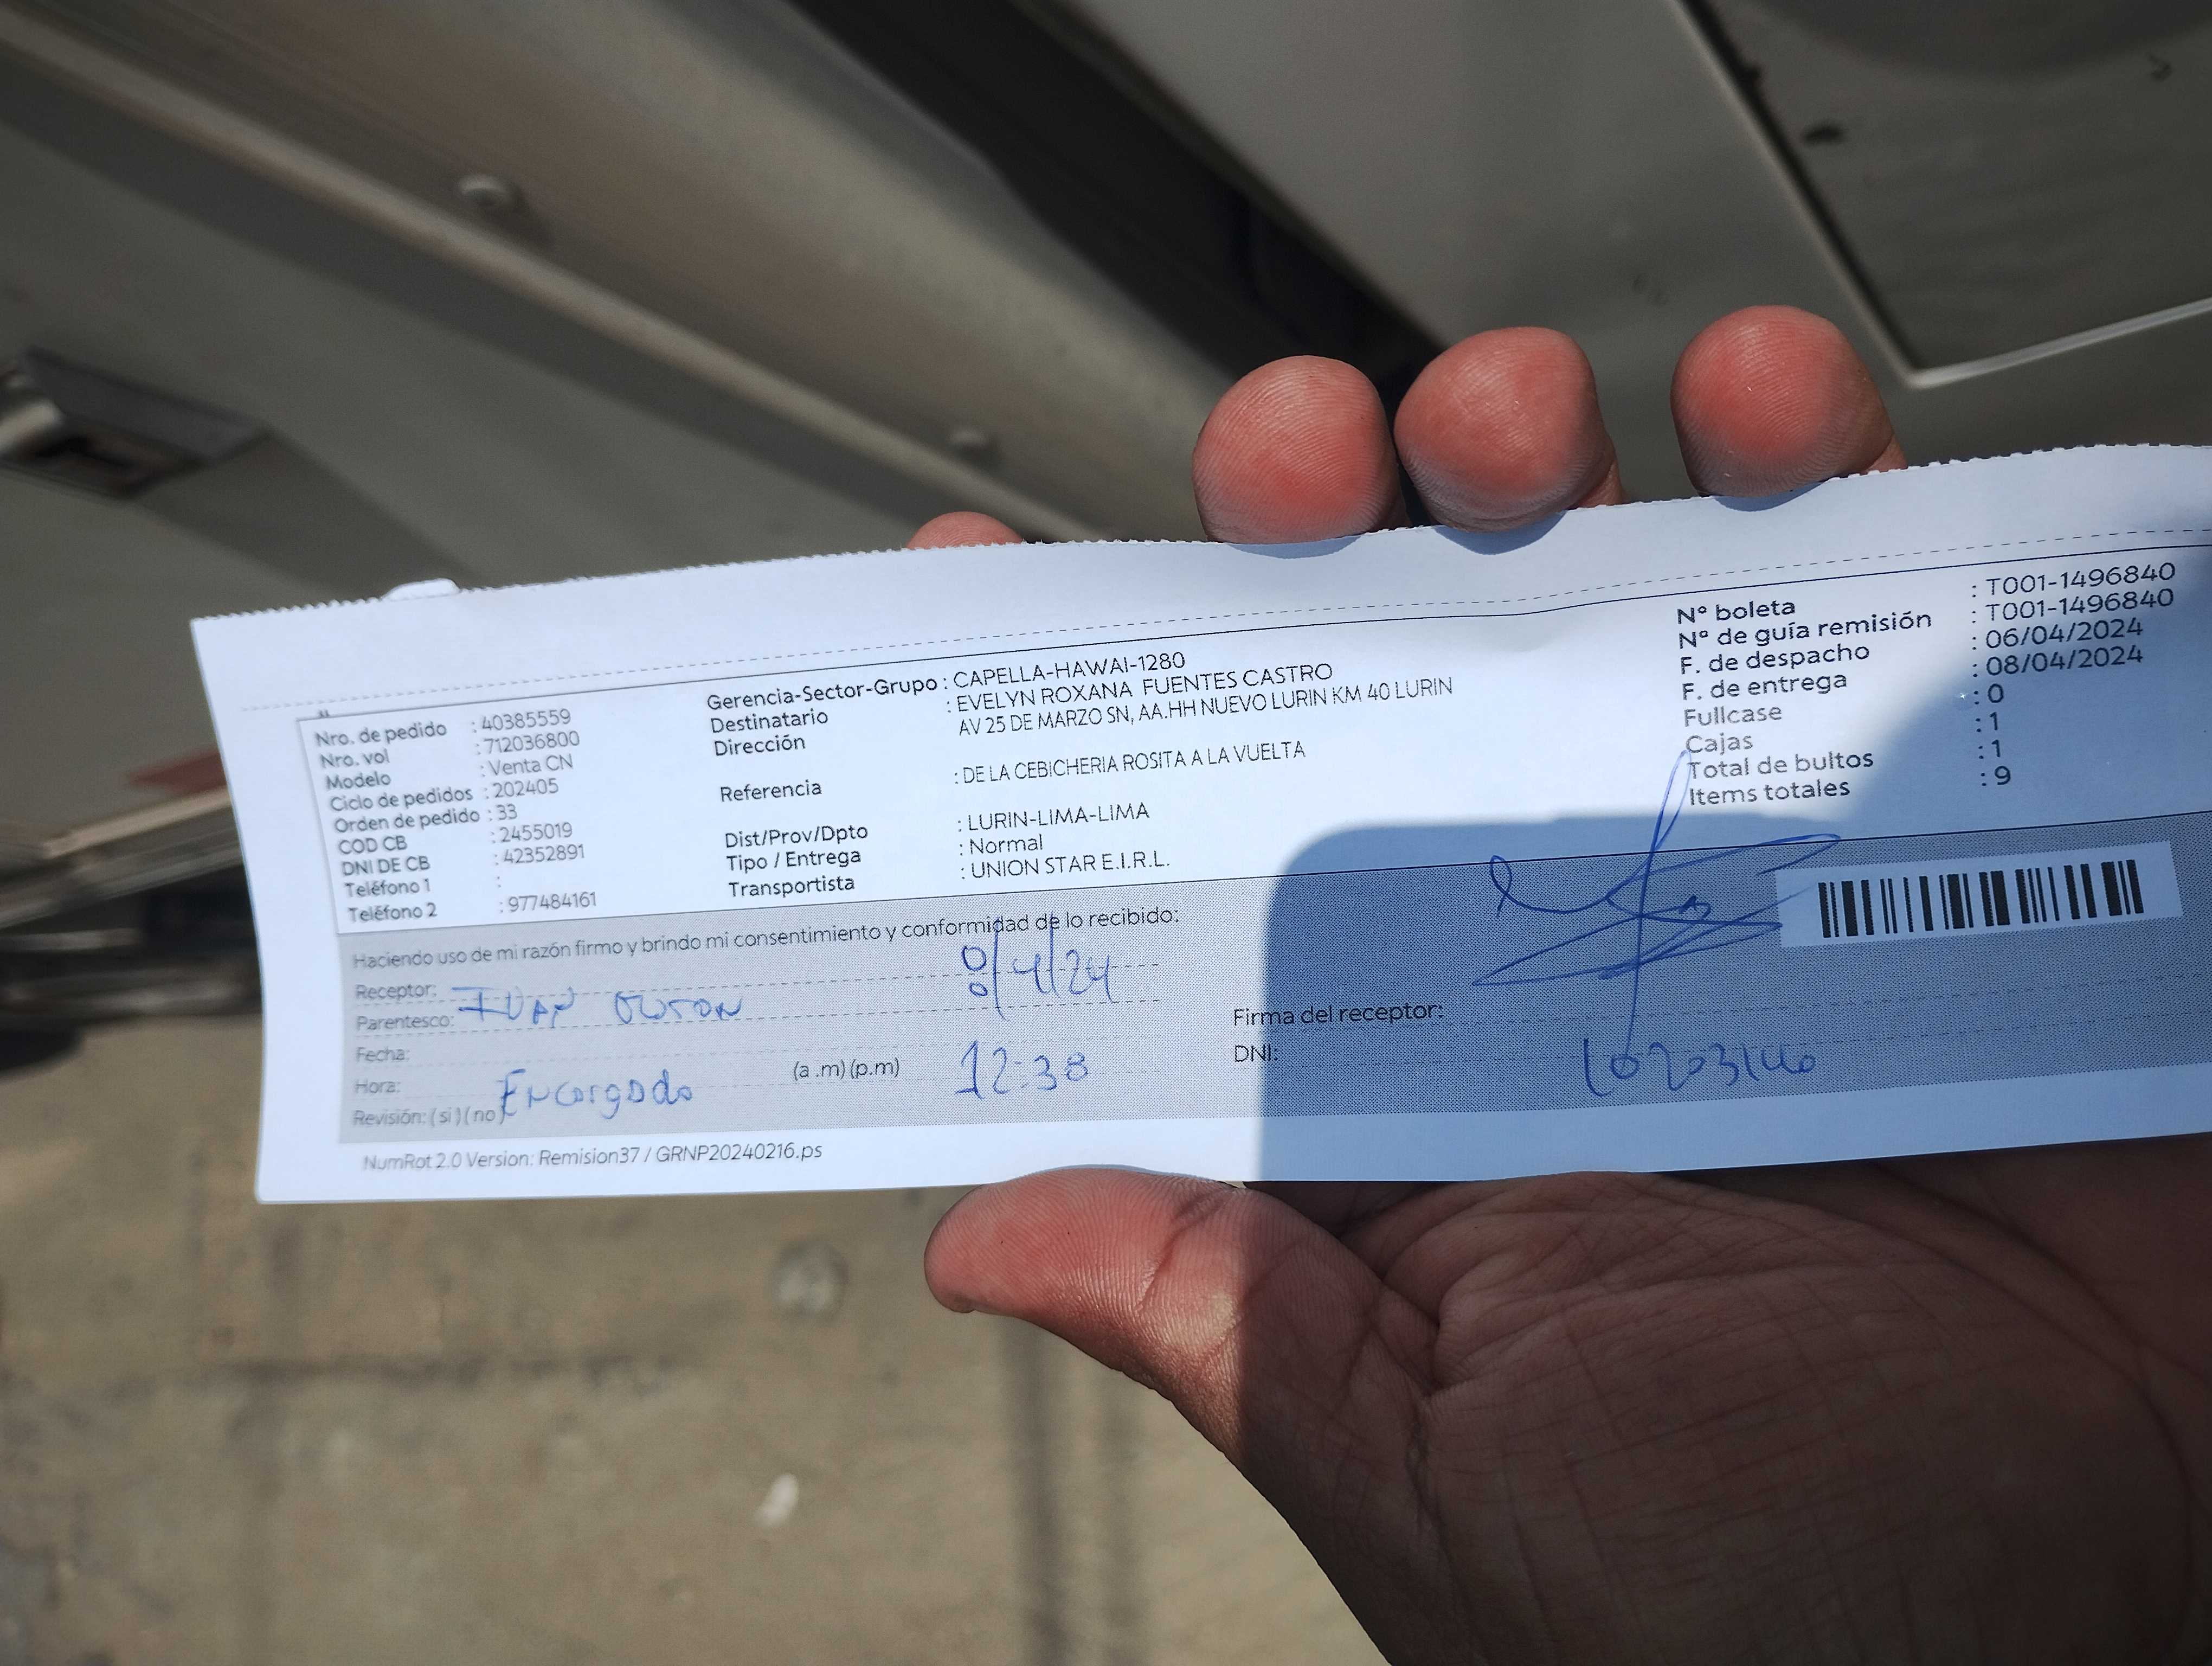 Nro. de pedido : 40385559
Nro. vol : 712036800
Modelo : Venta CN
Ciclo de pedidos : 202405
Orden de pedido : 33
COD CB : 2455019
DNI DE CB : 42352891
Teléfono 1 :
Teléfono 2 : 977484161
Gerencia-Sector-Grupo : CAPELLA-HAWAI-1280
Destinatario : EVELYN ROXANA FUENTES CASTRO
Dirección AV 25 DE MARZO SN, AA.HH NUEVO LURIN KM 40 LURIN
Referencia : DE LA CEBICHERIA ROSITA A LA VUELTA
Dist/Prov/Dpto : LURIN-LIMA-LIMA
Tipo / Entrega : Normal
Transportista : UNION STAR E.I.R.L.
N° boleta : T001-1496840
N° de guía remisión : T001-1496840
F. de despacho : 06/04/2024
F. de entrega : 08/04/2024
Fullcase : 0
Cajas : 1
Total de bultos : 1
Items totales : 9
Haciendo uso de mi razón firmo y brindo mi consentimiento y conformidad de lo recibido:
Receptor: 8/4/24
Parentesco: IVAN
Fecha:
Hora: (a .m) (p.m) 12:38
Revisión: ( si ) ( no ) Encargado
Firma del receptor:
DNI:
NumRot 2.0 Version: Remision37 / GRNP20240216.ps